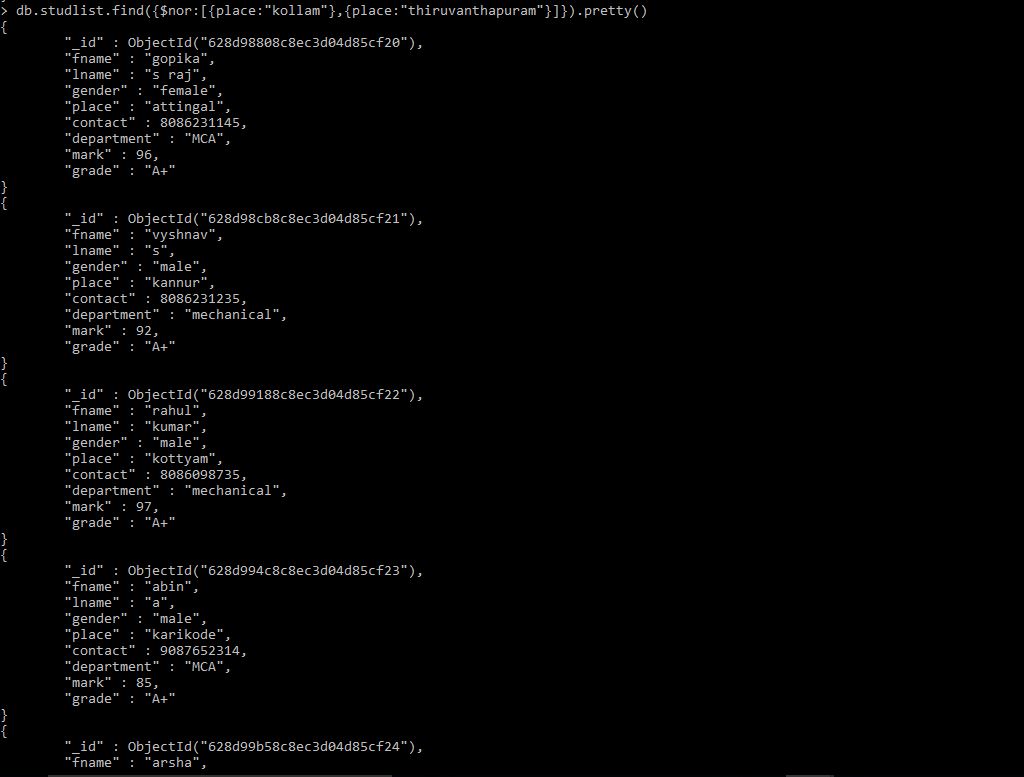 > db.studlist.find({$nor:[{place:"kollam"},{place:"thiruvanthapuram"}]}).pretty()
{
"_id" : ObjectId("628d98808c8ec3d04d85cf20"),
"fname" : "gopika",
"lname" : "s raj",
"gender" : "female",
"place" : "attingal",
"contact" : 8086231145,
"department" : "MCA",
"mark" : 96,
"grade" : "A+"
}
{
"_id" : ObjectId("628d98cb8c8ec3d04d85cf21"),
"fname" : "vyshnav",
"lname" : "s",
"gender" : "male",
"place" : "kannur",
"contact" : 8086231235,
"department" : "mechanical",
"mark" : 92,
"grade" : "A+"
}
{
"_id" : ObjectId("628d99188c8ec3d04d85cf22"),
"fname" : "rahul",
"lname" : "kumar",
"gender" : "male",
"place" : "kottyam",
"contact" : 8086098735,
"department" : "mechanical",
"mark" : 97,
"grade" : "A+"
}
{
"_id" : ObjectId("628d994c8c8ec3d04d85cf23"),
"fname" : "abin",
"lname" : "a",
"gender" : "male",
"place" : "karikode",
"contact" : 9087652314,
"department" : "MCA",
"mark" : 85,
"grade" : "A+"
}
{
"_id" : ObjectId("628d99b58c8ec3d04d85cf24"),
"fname" : "arsha",